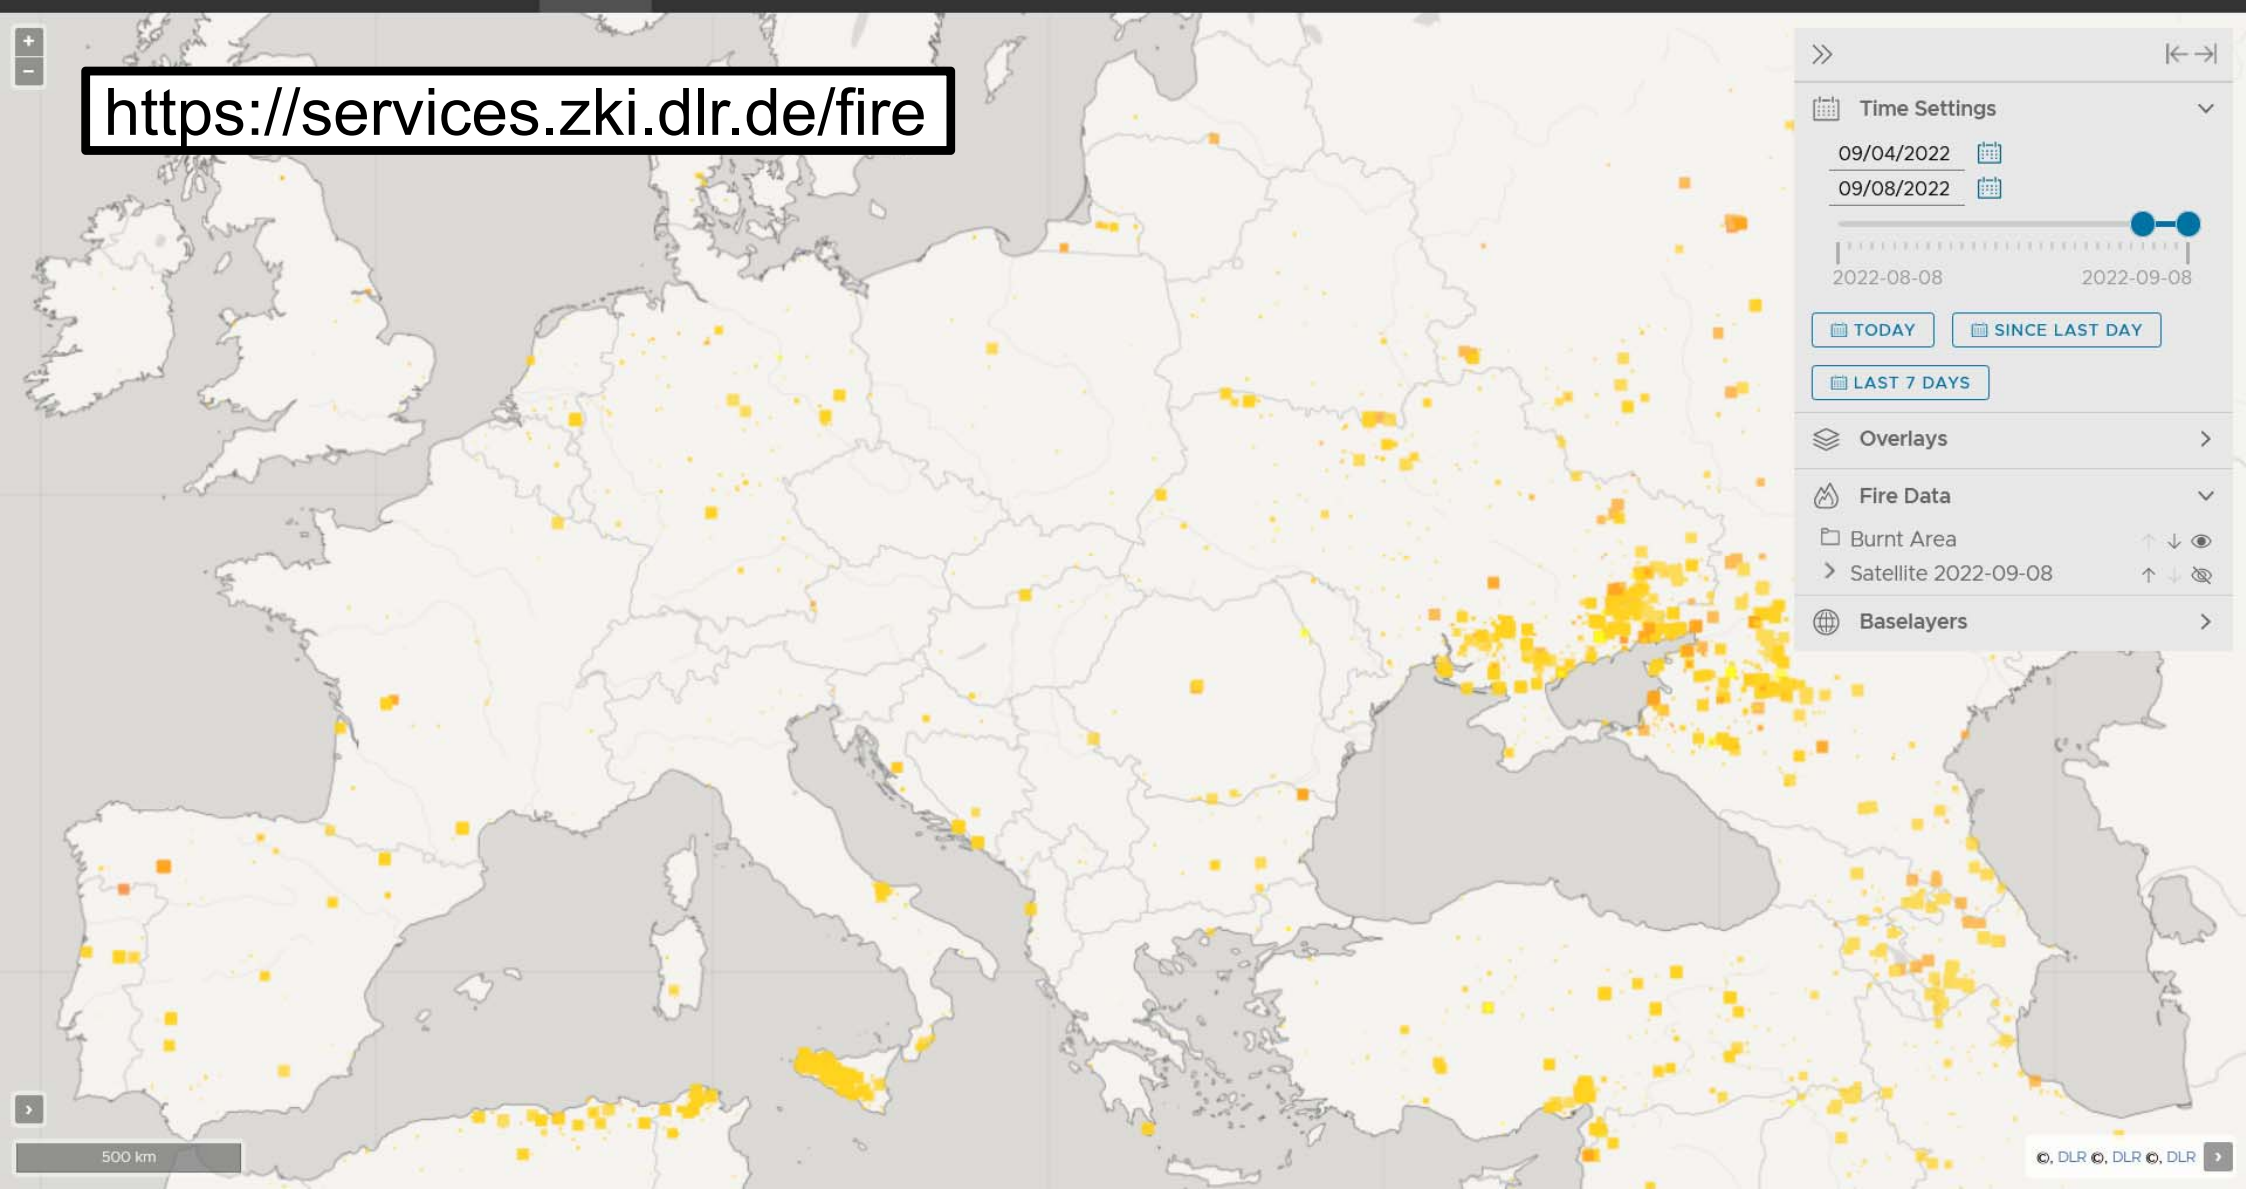 +
−
https://services.zki.dlr.de/fire
Time Settings
09/04/2022
09/08/2022
2022-08-08 2022-09-08
TODAY SINCE LAST DAY
LAST 7 DAYS
Overlays
Fire Data
Burnt Area
Satellite 2022-09-08
Baselayers
500 km
©, DLR ©, DLR ©, DLR